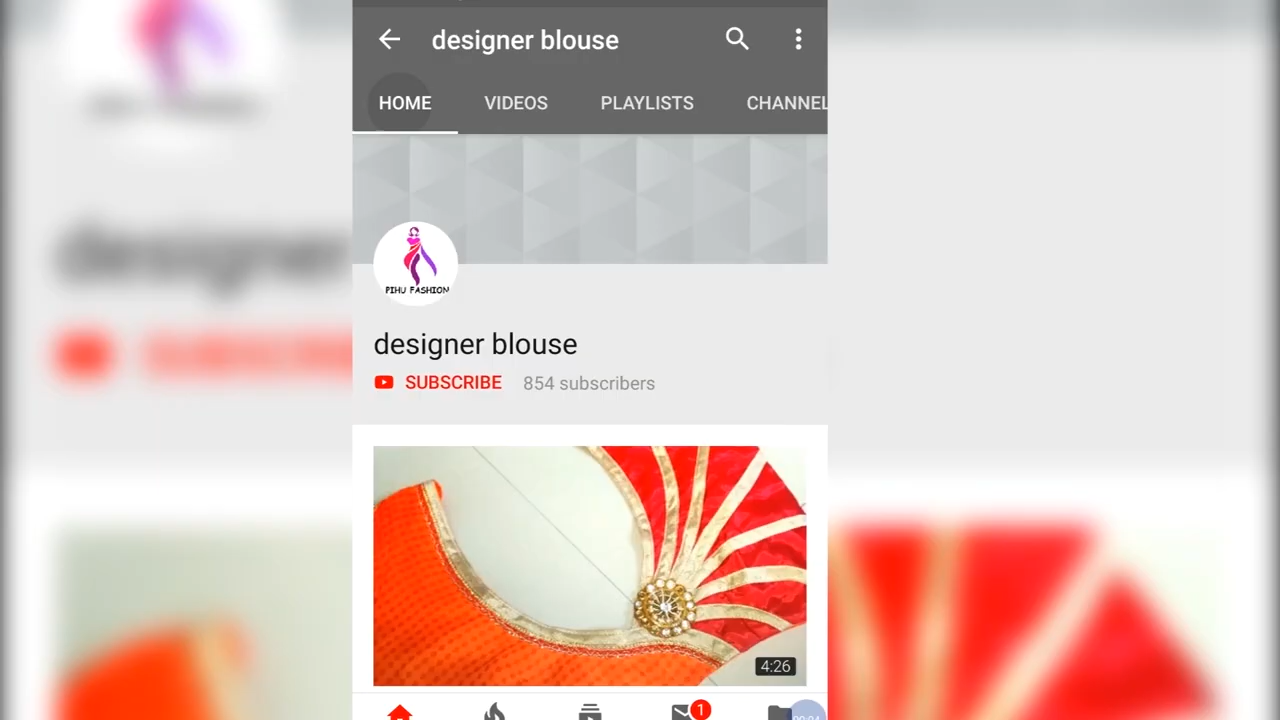 designer blouse
HOME VIDEOS PLAYLISTS CHANNEL
PIHU FASHION
designer blouse
SUBSCRIBE 854 subscribers
4:26
1